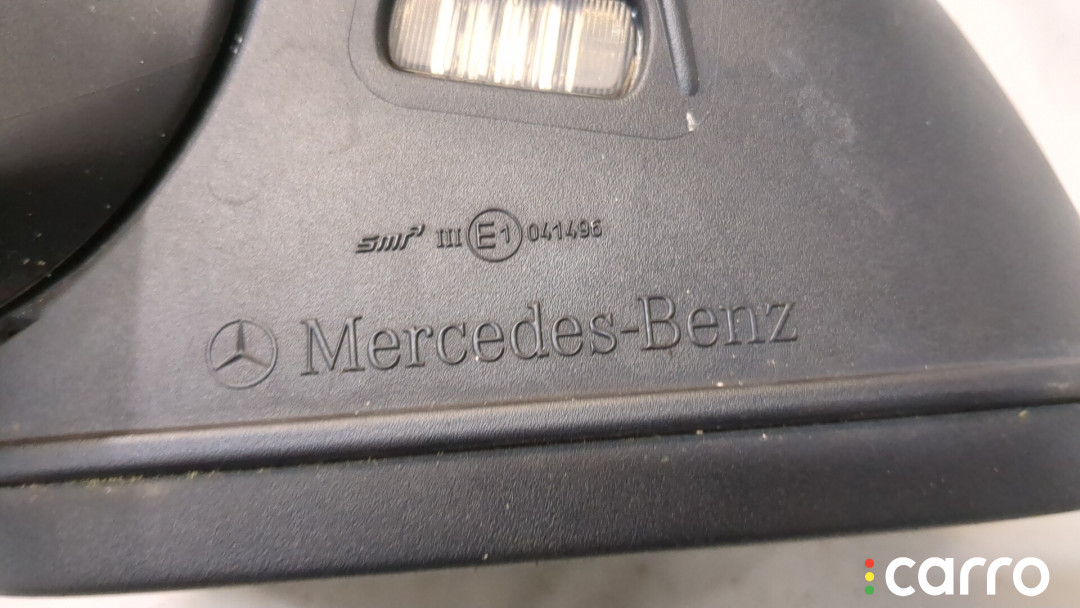 SMR III E1 041496
Mercedes-Benz
carro